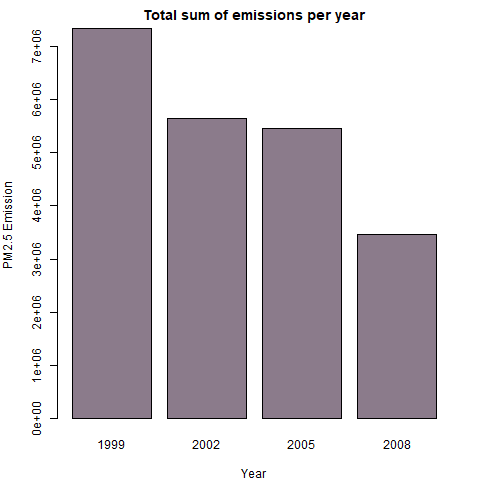 Total sum of emissions per year
PM2.5 Emission
7e+06
6e+06
5e+06
4e+06
3e+06
2e+06
1e+06
0e+00
1999 2002 2005 2008
Year